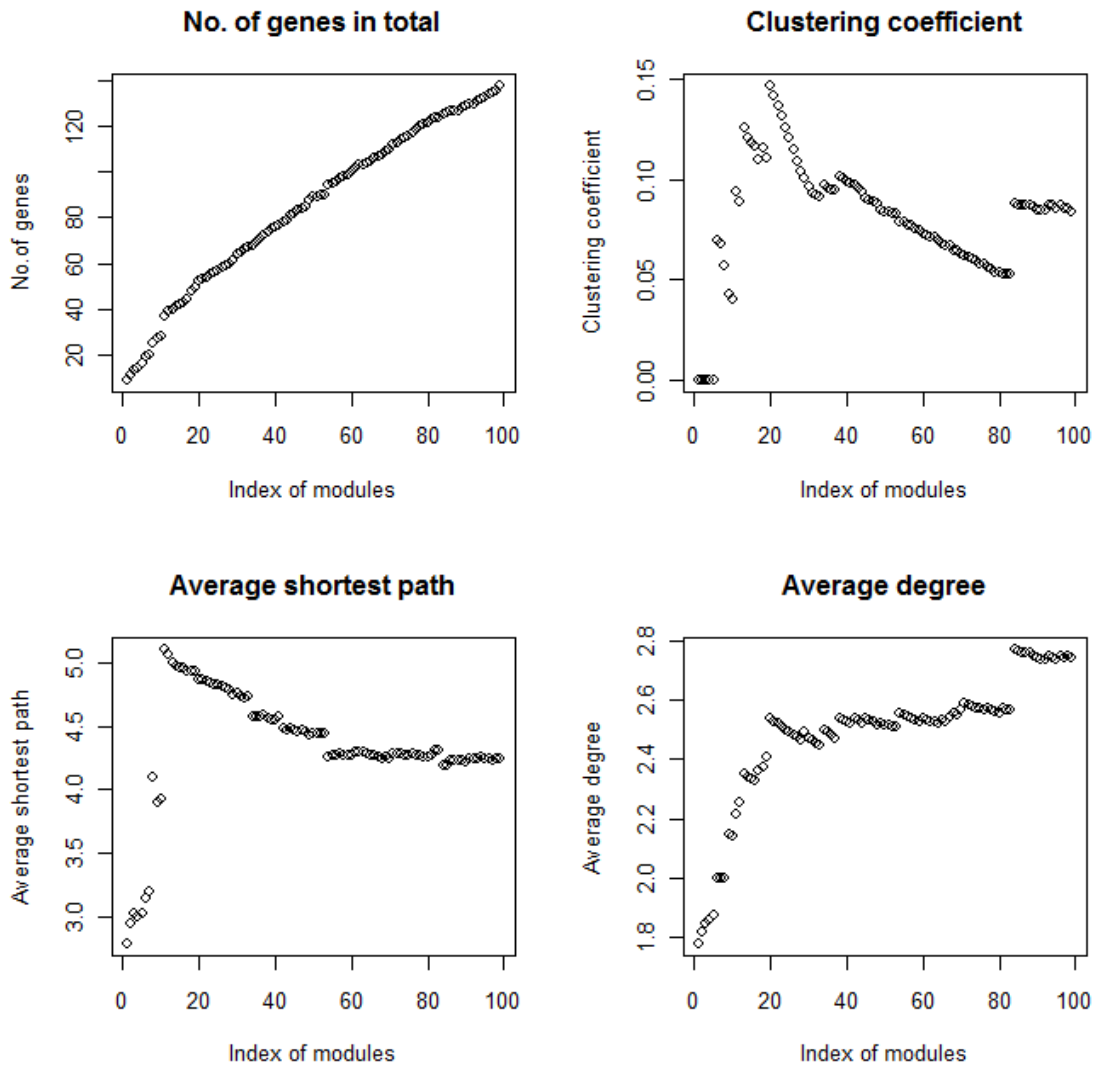 No. of genes in total
No.of genes
20 40 60 80 120
0 20 40 60 80 100
Index of modules
Clustering coefficient
Clustering coefficient
0.00 0.05 0.10 0.15
0 20 40 60 80 100
Index of modules
Average shortest path
Average shortest path
3.0 3.5 4.0 4.5 5.0
0 20 40 60 80 100
Index of modules
Average degree
Average degree
1.8 2.0 2.2 2.4 2.6 2.8
0 20 40 60 80 100
Index of modules